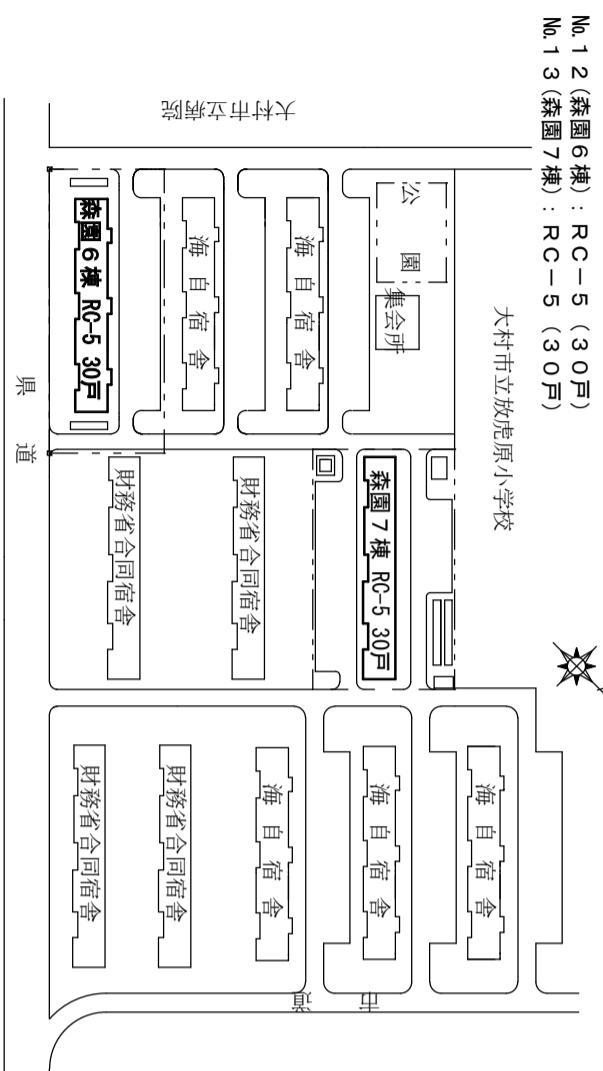 №１２(森園６棟)：ＲＣ－５（３０戸）
№１３(森園７棟)：ＲＣ－５（３０戸）
大村市立放虎原小学校
大村市立病院
公園
集会所
海自宿舎
海自宿舎
森園６棟 RC-5 30戸
県道
森園７棟 RC-5 30戸
財務省合同宿舎
財務省合同宿舎
海自宿舎
海自宿舎
海自宿舎
財務省合同宿舎
財務省合同宿舎
市道